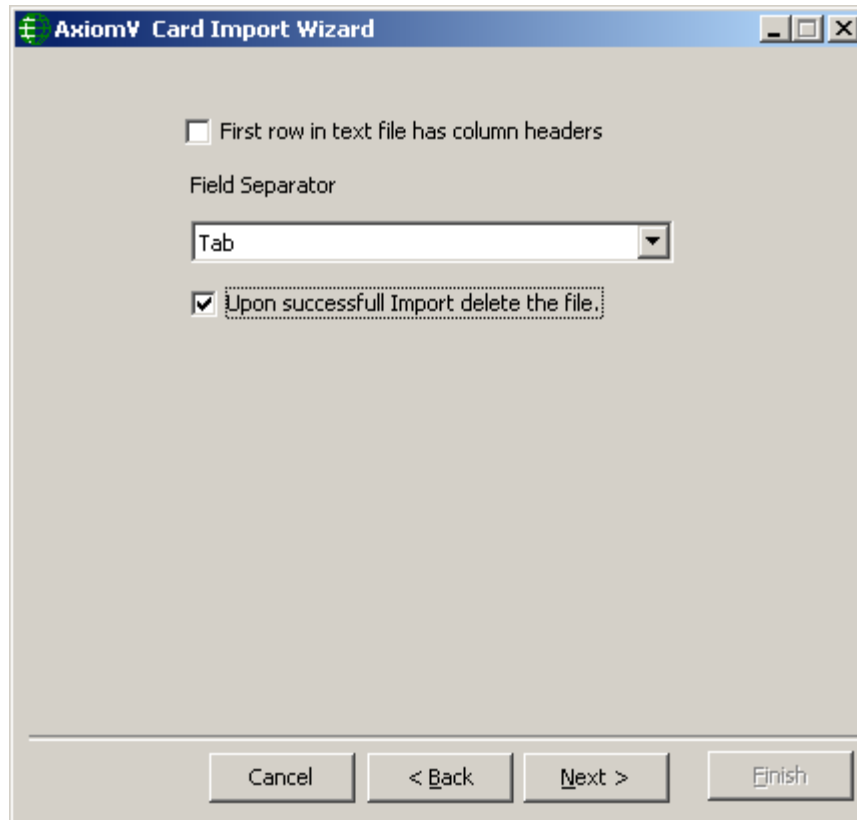 AxiomV Card Import Wizard
First row in text file has column headers
Field Separator
Tab
Upon successfull Import delete the file.
Cancel
< Back
Next >
Finish